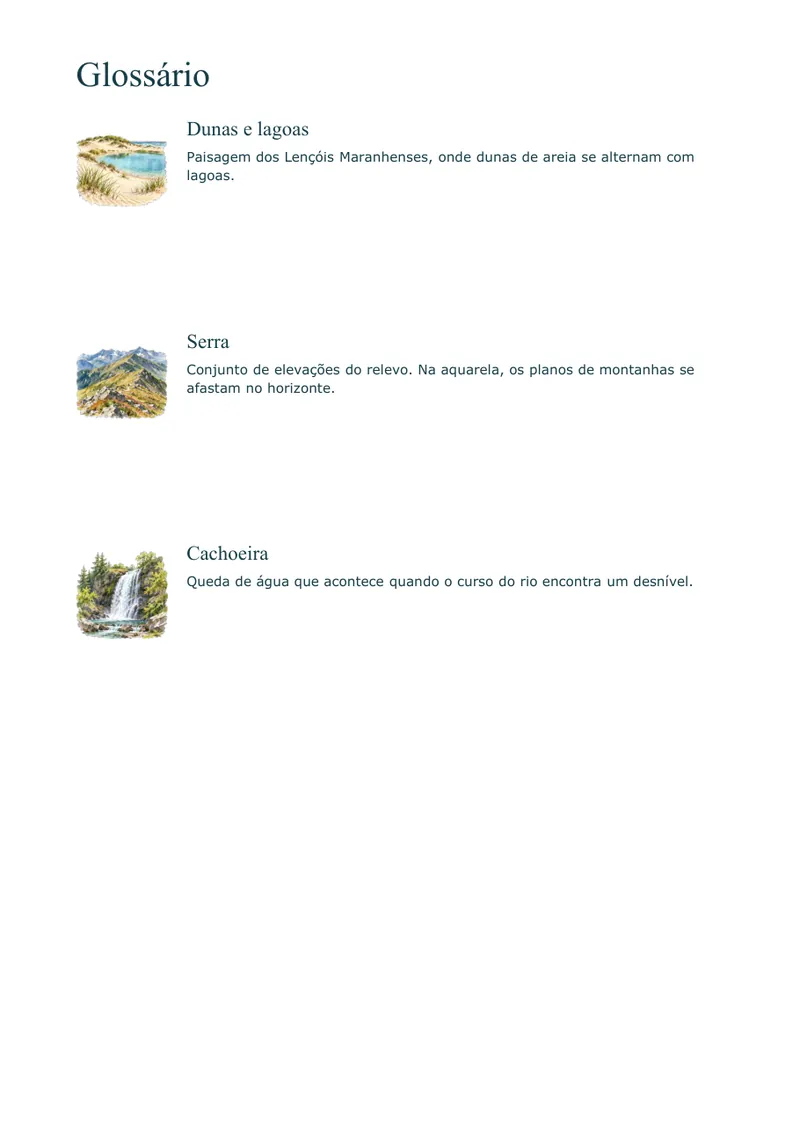 Glossário
Dunas e lagoas
Paisagem dos Lençóis Maranhenses, onde dunas de areia se alternam com
lagoas.
Serra
Conjunto de elevações do relevo. Na aquarela, os planos de montanhas se
afastam no horizonte.
Cachoeira
Queda de água que acontece quando o curso do rio encontra um desnível.